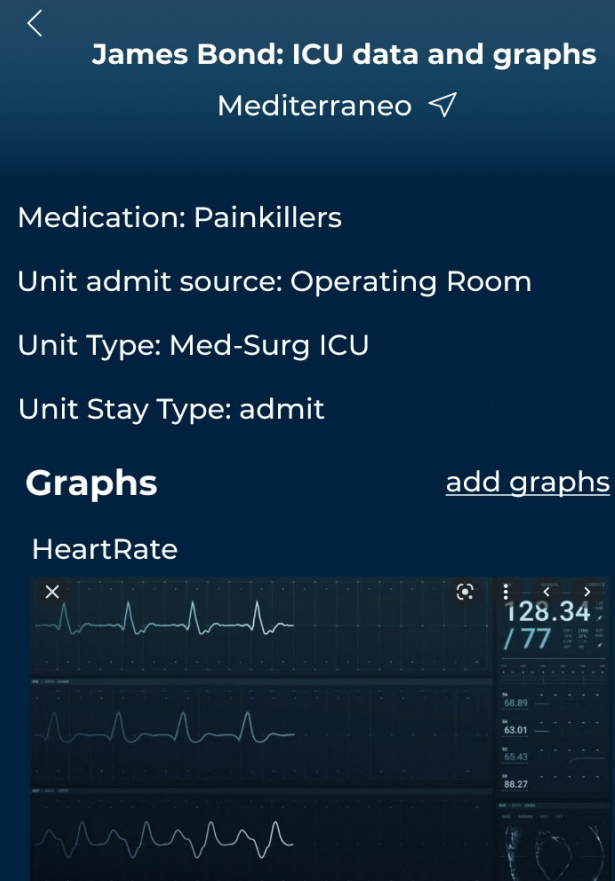 James Bond: ICU data and graphs
Mediterraneo
Medication: Painkillers
Unit admit source: Operating Room
Unit Type: Med-Surg ICU
Unit Stay Type: admit
Graphs
add graphs
HeartRate
128.34
/ 77
68.89
63.01
65.43
88.27